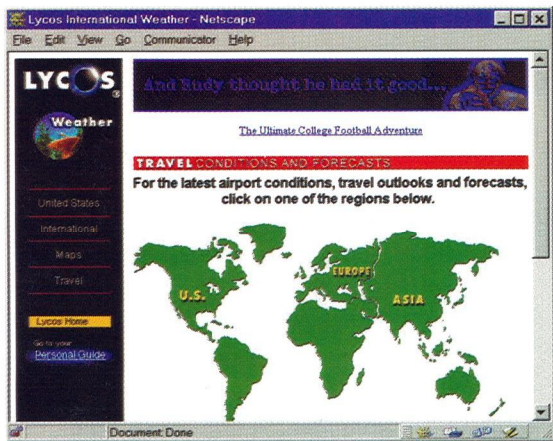 Lycos International Weather - Netscape
File Edit View Go Communicator Help
LYCOS®
Weather
United States
International
Maps
Travel
Lycos Home
Go to your
Personal Guide
And Rudy thought he had it good...
The Ultimate College Football Adventure
TRAVEL CONDITIONS AND FORECASTS
For the latest airport conditions, travel outlooks and forecasts,
click on one of the regions below.
U.S.
EUROPE
ASIA
Document: Done